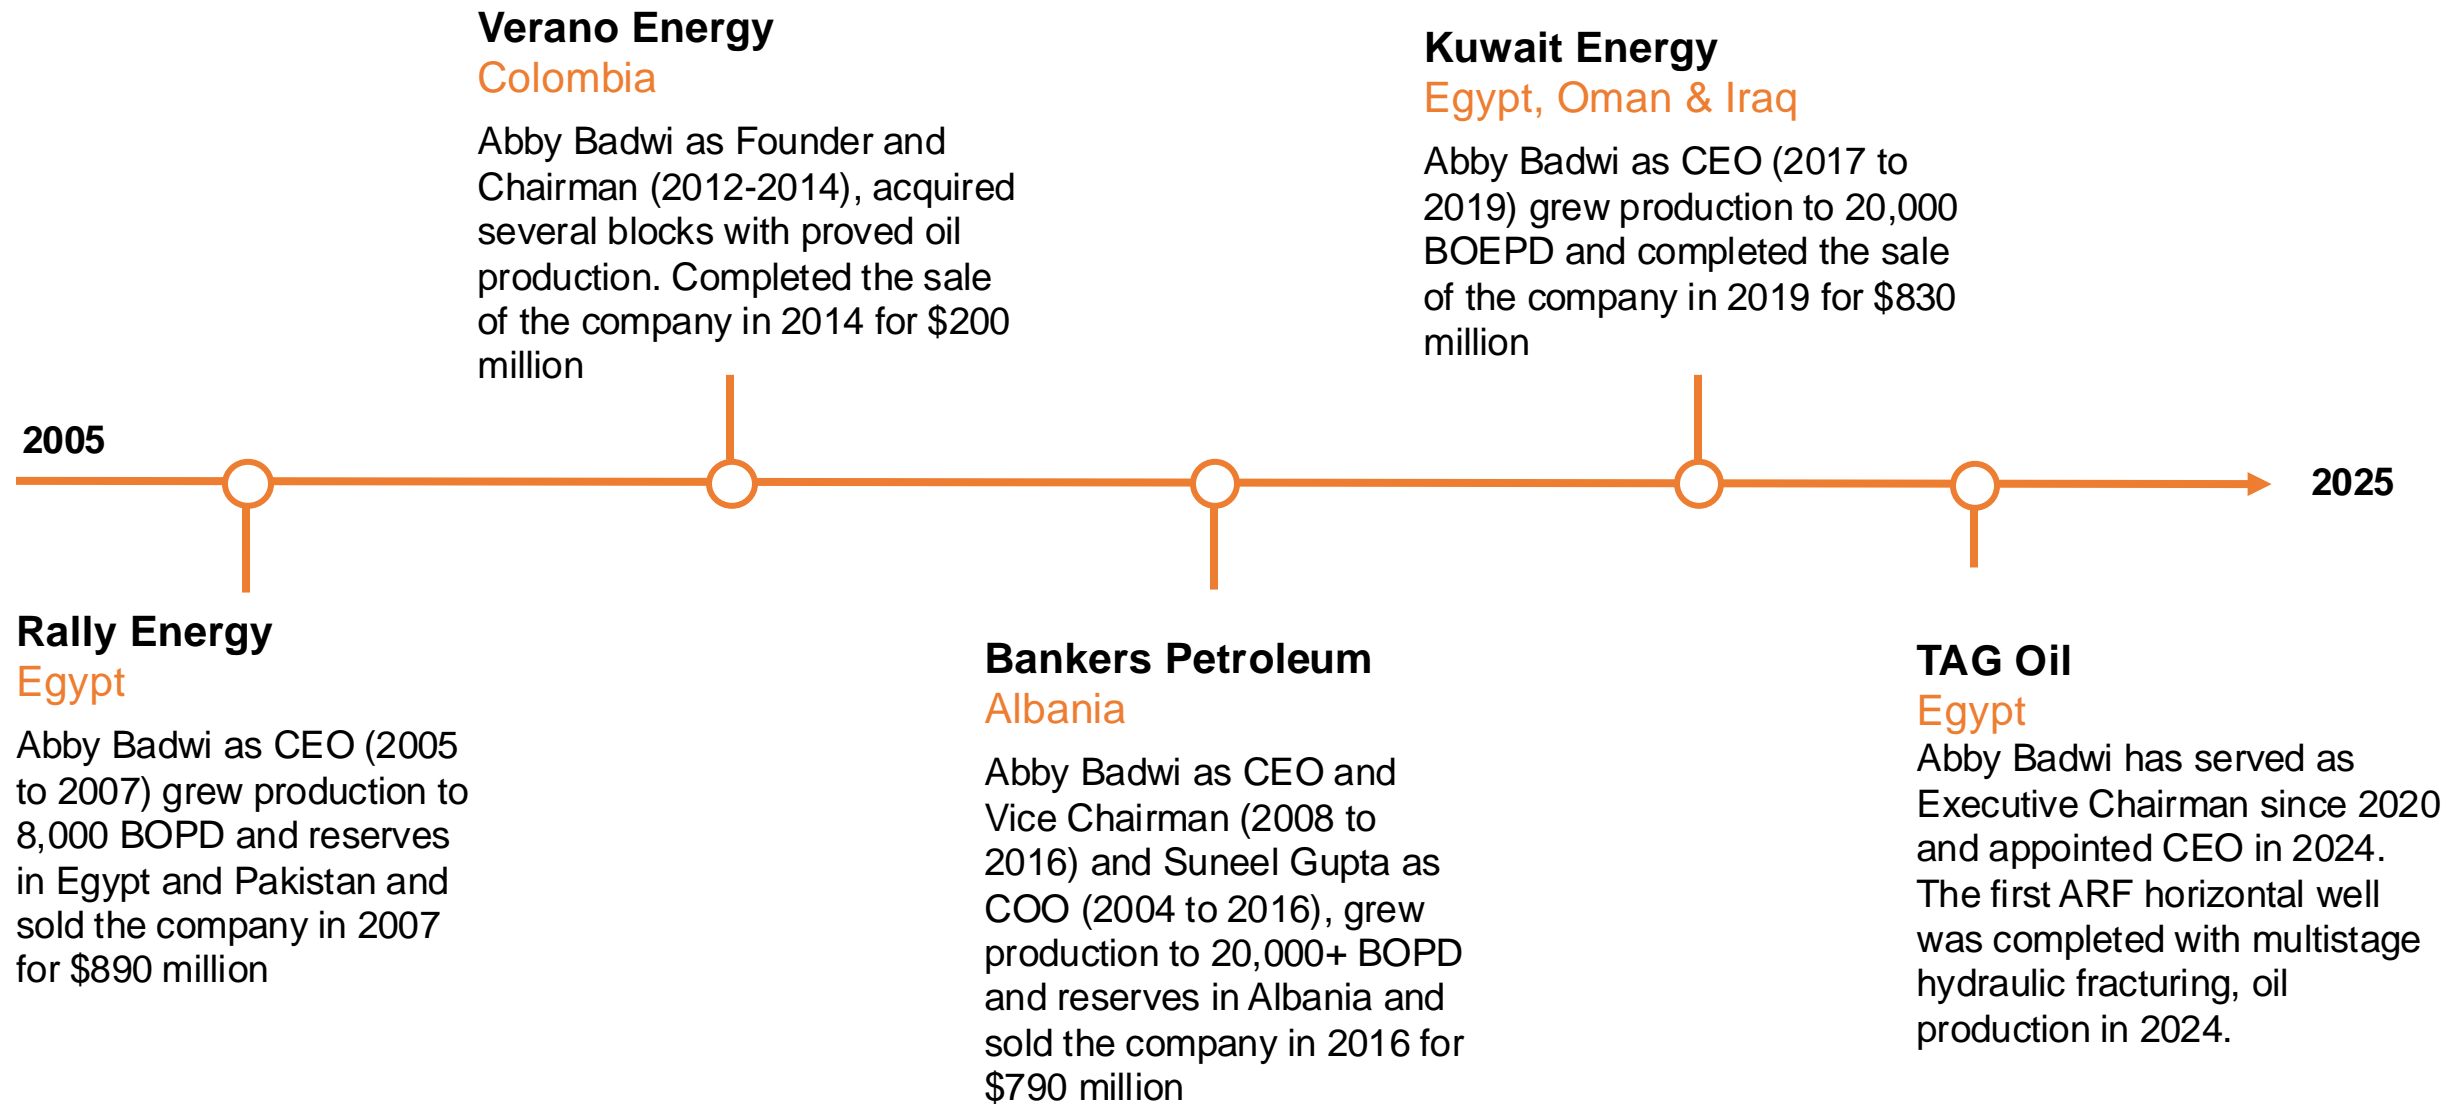 Verano Energy
Colombia
Abby Badwi as Founder and
Chairman (2012-2014), acquired
several blocks with proved oil
production. Completed the sale
of the company in 2014 for $200
million
Kuwait Energy
Egypt, Oman & Iraq
Abby Badwi as CEO (2017 to
2019) grew production to 20,000
BOEPD and completed the sale
of the company in 2019 for $830
million
2005
2025
Rally Energy
Egypt
Abby Badwi as CEO (2005
to 2007) grew production to
8,000 BOPD and reserves
in Egypt and Pakistan and
sold the company in 2007
for $890 million
Bankers Petroleum
Albania
Abby Badwi as CEO and
Vice Chairman (2008 to
2016) and Suneel Gupta as
COO (2004 to 2016), grew
production to 20,000+ BOPD
and reserves in Albania and
sold the company in 2016 for
$790 million
TAG Oil
Egypt
Abby Badwi has served as
Executive Chairman since 2020
and appointed CEO in 2024.
The first ARF horizontal well
was completed with multistage
hydraulic fracturing, oil
production in 2024.